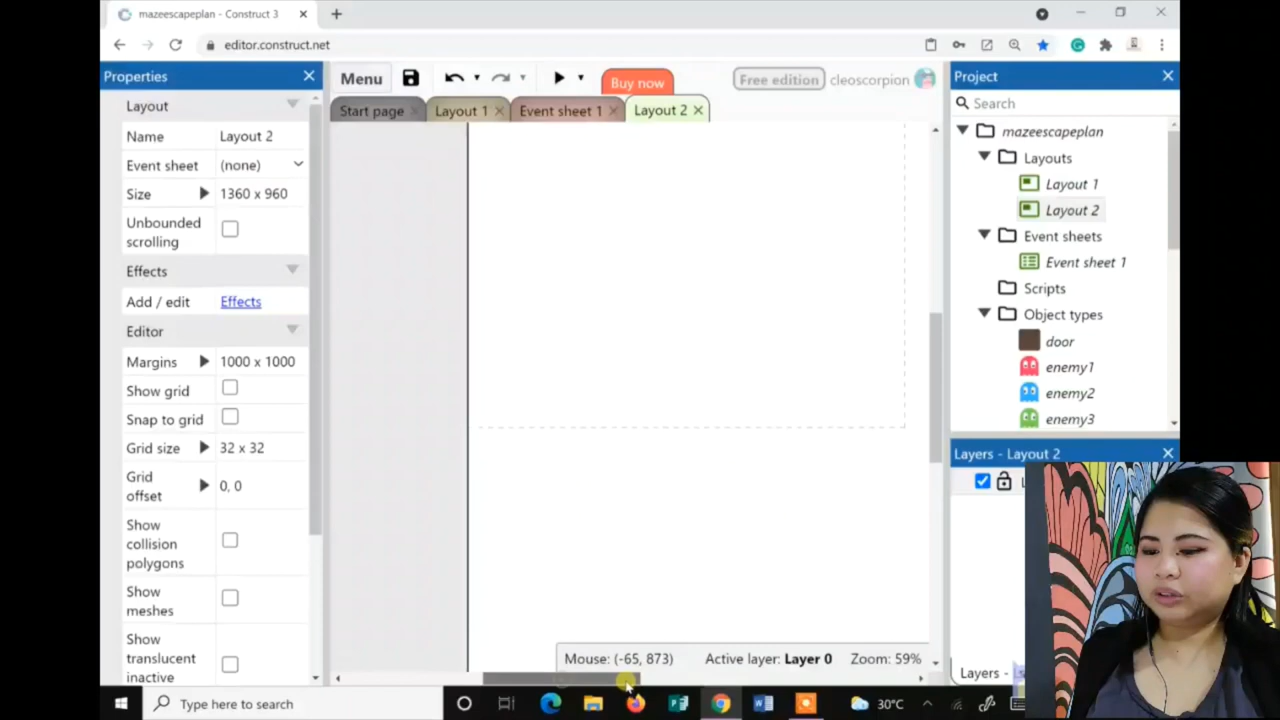 mazeescapeplan - Construct 3
editor.construct.net
Properties
Menu
Buy now
Free edition
cleoscorpion
Project
Start page
Layout 1
Event sheet 1
Layout 2
Search
Layout
Name
Layout 2
Event sheet
(none)
Size
1360 x 960
Unbounded
scrolling
Effects
Add / edit
Effects
Editor
Margins
1000 x 1000
Show grid
Snap to grid
Grid size
32 x 32
Grid
offset
0, 0
Show
collision
polygons
Show
meshes
Show
translucent
inactive
mazeescapeplan
Layouts
Layout 1
Layout 2
Event sheets
Event sheet 1
Scripts
Object types
door
enemy1
enemy2
enemy3
Layers - Layout 2
Mouse: (-65, 873)
Active layer: Layer 0
Zoom: 59%
Layers -
Type here to search
30°C